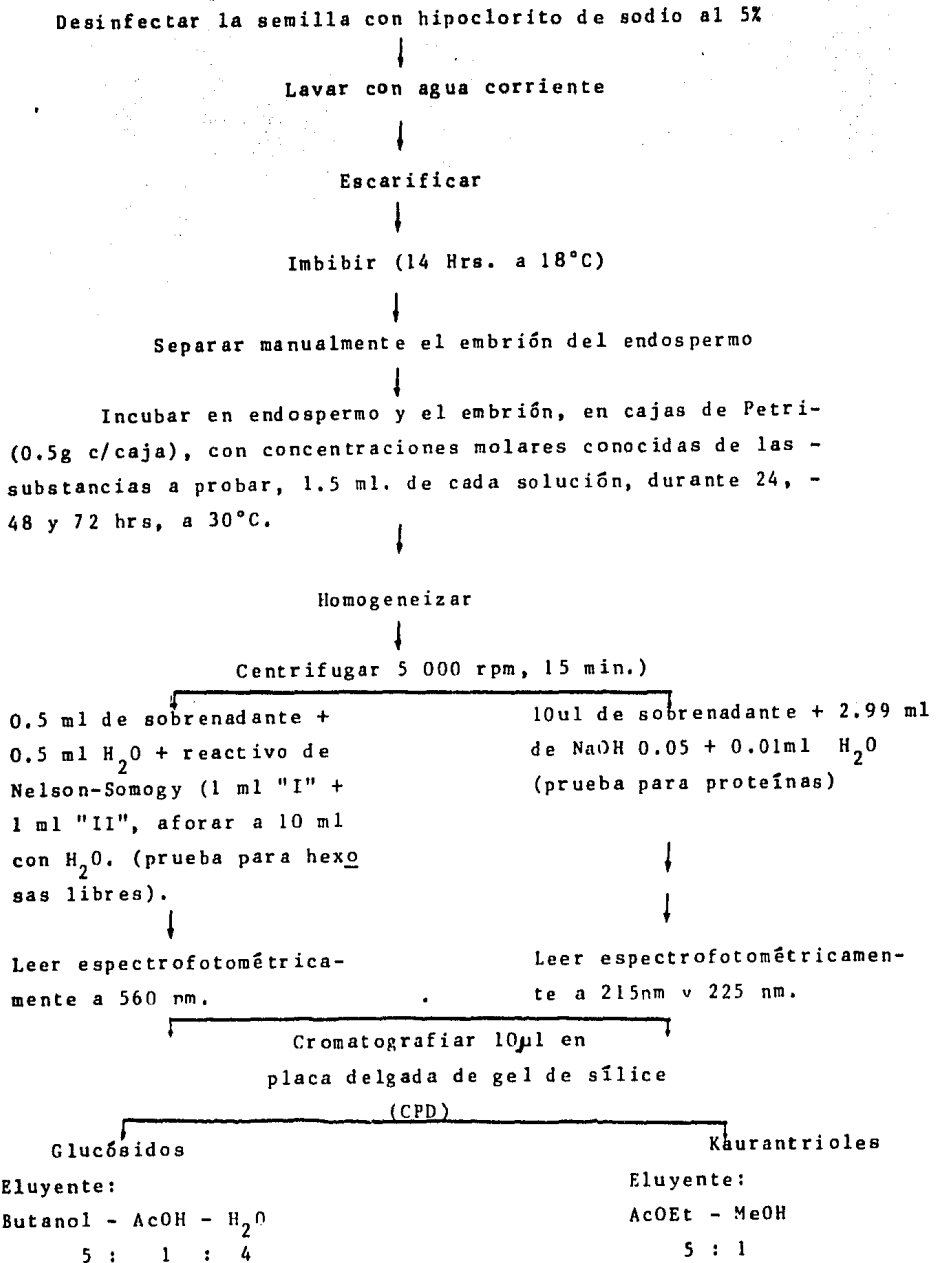 Desinfectar la semilla con hipoclorito de sodio al 5%
Lavar con agua corriente
Escarificar
Imbibir (14 Hrs. a 18°C)
Separar manualmente el embrión del endospermo
Incubar en endospermo y el embrión, en cajas de Petri-
(0.5g c/caja), con concentraciones molares conocidas de las -
substancias a probar, 1.5 ml. de cada solución, durante 24, -
48 y 72 hrs, a 30°C.
Homogeneizar
Centrifugar 5 000 rpm, 15 min.)
0.5 ml de sobrenadante +
0.5 ml H2O + reactivo de
Nelson-Somogy (1 ml "I" +
1 ml "II", aforar a 10 ml
con H2O. (prueba para hexo
sas libres).
Leer espectrofotométrica-
mente a 560 nm.
10ul de sobrenadante + 2.99 ml
de NaOH 0.05 + 0.01ml H2O
(prueba para proteínas)
Leer espectrofotométricamen-
te a 215nm y 225 nm.
Cromatografiar 10µl en
placa delgada de gel de sílice
(CPD)
Glucósidos
Eluyente:
Butanol - AcOH - H2O
5 : 1 : 4
Kaurantrioles
Eluyente:
AcOEt - MeOH
5 : 1